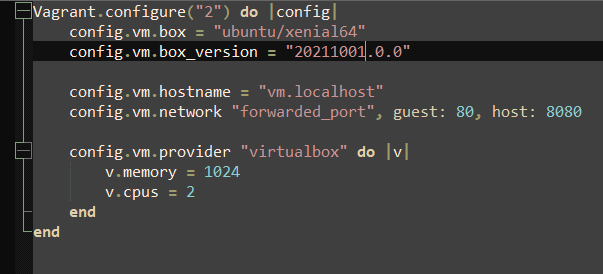 Vagrant.configure("2") do |config|
    config.vm.box = "ubuntu/xenial64"
    config.vm.box_version = "20211001.0.0"

    config.vm.hostname = "vm.localhost"
    config.vm.network "forwarded_port", guest: 80, host: 8080

    config.vm.provider "virtualbox" do |v|
        v.memory = 1024
        v.cpus = 2
    end
end